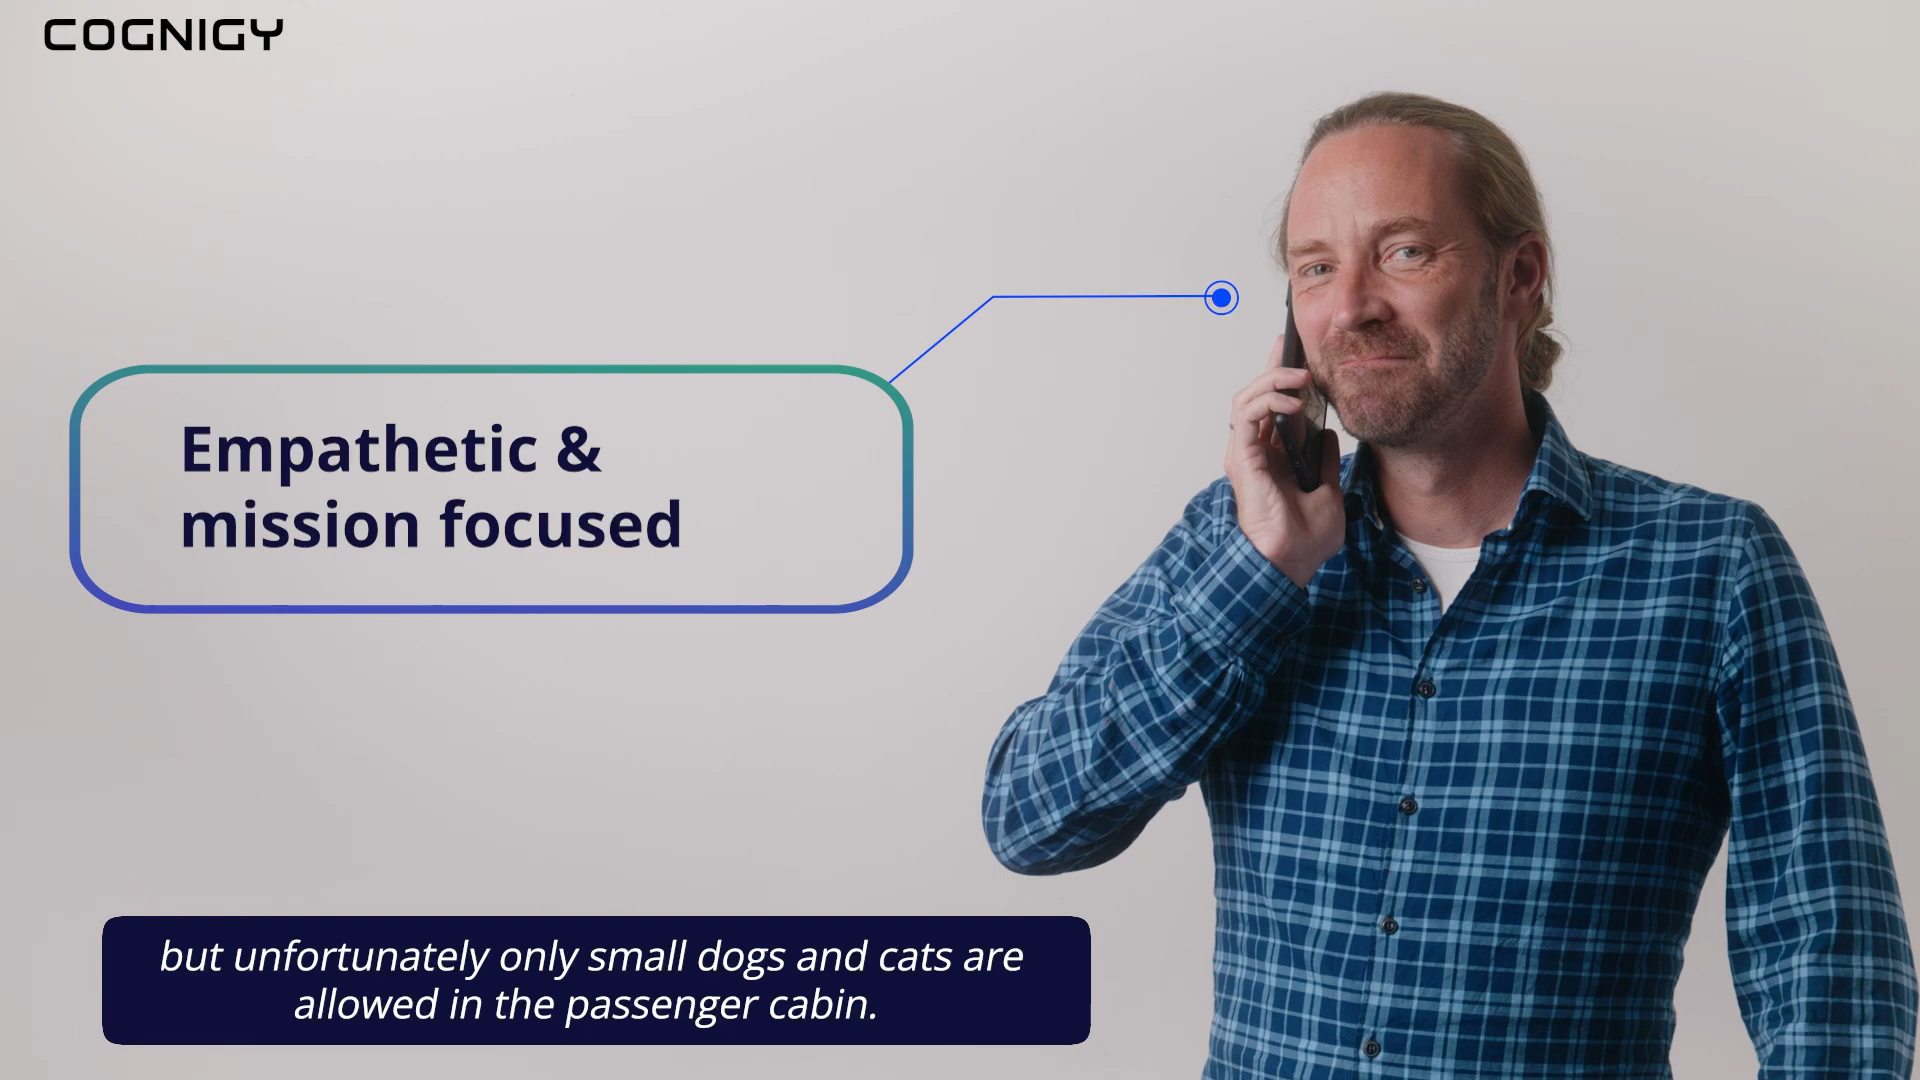 COGNIGY
Empathetic &
mission focused
but unfortunately only small dogs and cats are
allowed in the passenger cabin.